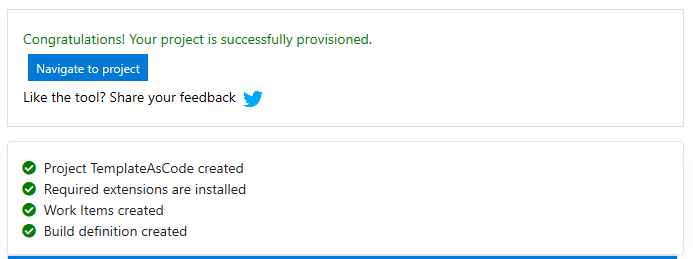 Congratulations! Your project is successfully provisioned.
Navigate to project
Like the tool? Share your feedback
Project TemplateAsCode created
Required extensions are installed
Work Items created
Build definition created